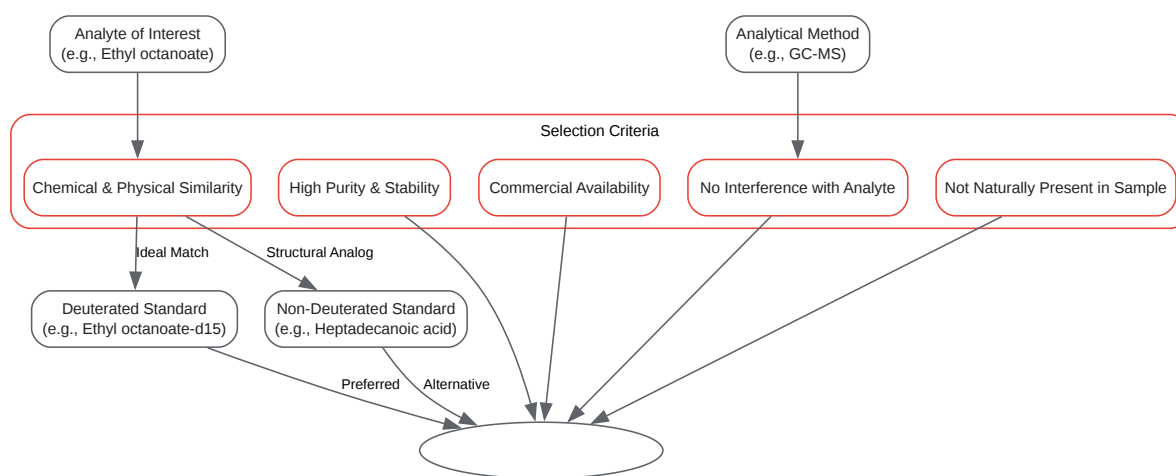 Analyte of Interest
(e.g., Ethyl octanoate)
Analytical Method
(e.g., GC-MS)
Selection Criteria
Chemical & Physical Similarity
High Purity & Stability
Commercial Availability
No Interference with Analyte
Not Naturally Present in Sample
Ideal Match
Structural Analog
Deuterated Standard
(e.g., Ethyl octanoate-d15)
Non-Deuterated Standard
(e.g., Heptadecanoic acid)
Preferred
Alternative